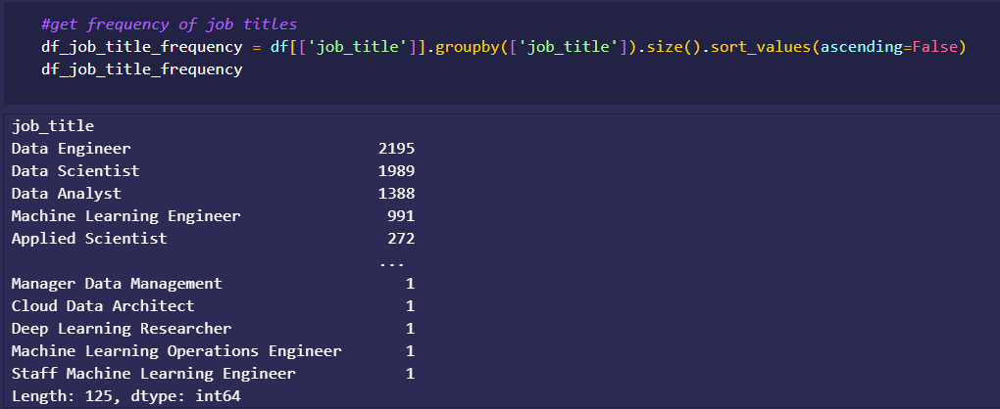 #get frequency of job titles
df_job_title_frequency = df[['job_title']].groupby(['job_title']).size().sort_values(ascending=False)
df_job_title_frequency
job_title
Data Engineer 2195
Data Scientist 1989
Data Analyst 1388
Machine Learning Engineer 991
Applied Scientist 272
...
Manager Data Management 1
Cloud Data Architect 1
Deep Learning Researcher 1
Machine Learning Operations Engineer 1
Staff Machine Learning Engineer 1
Length: 125, dtype: int64